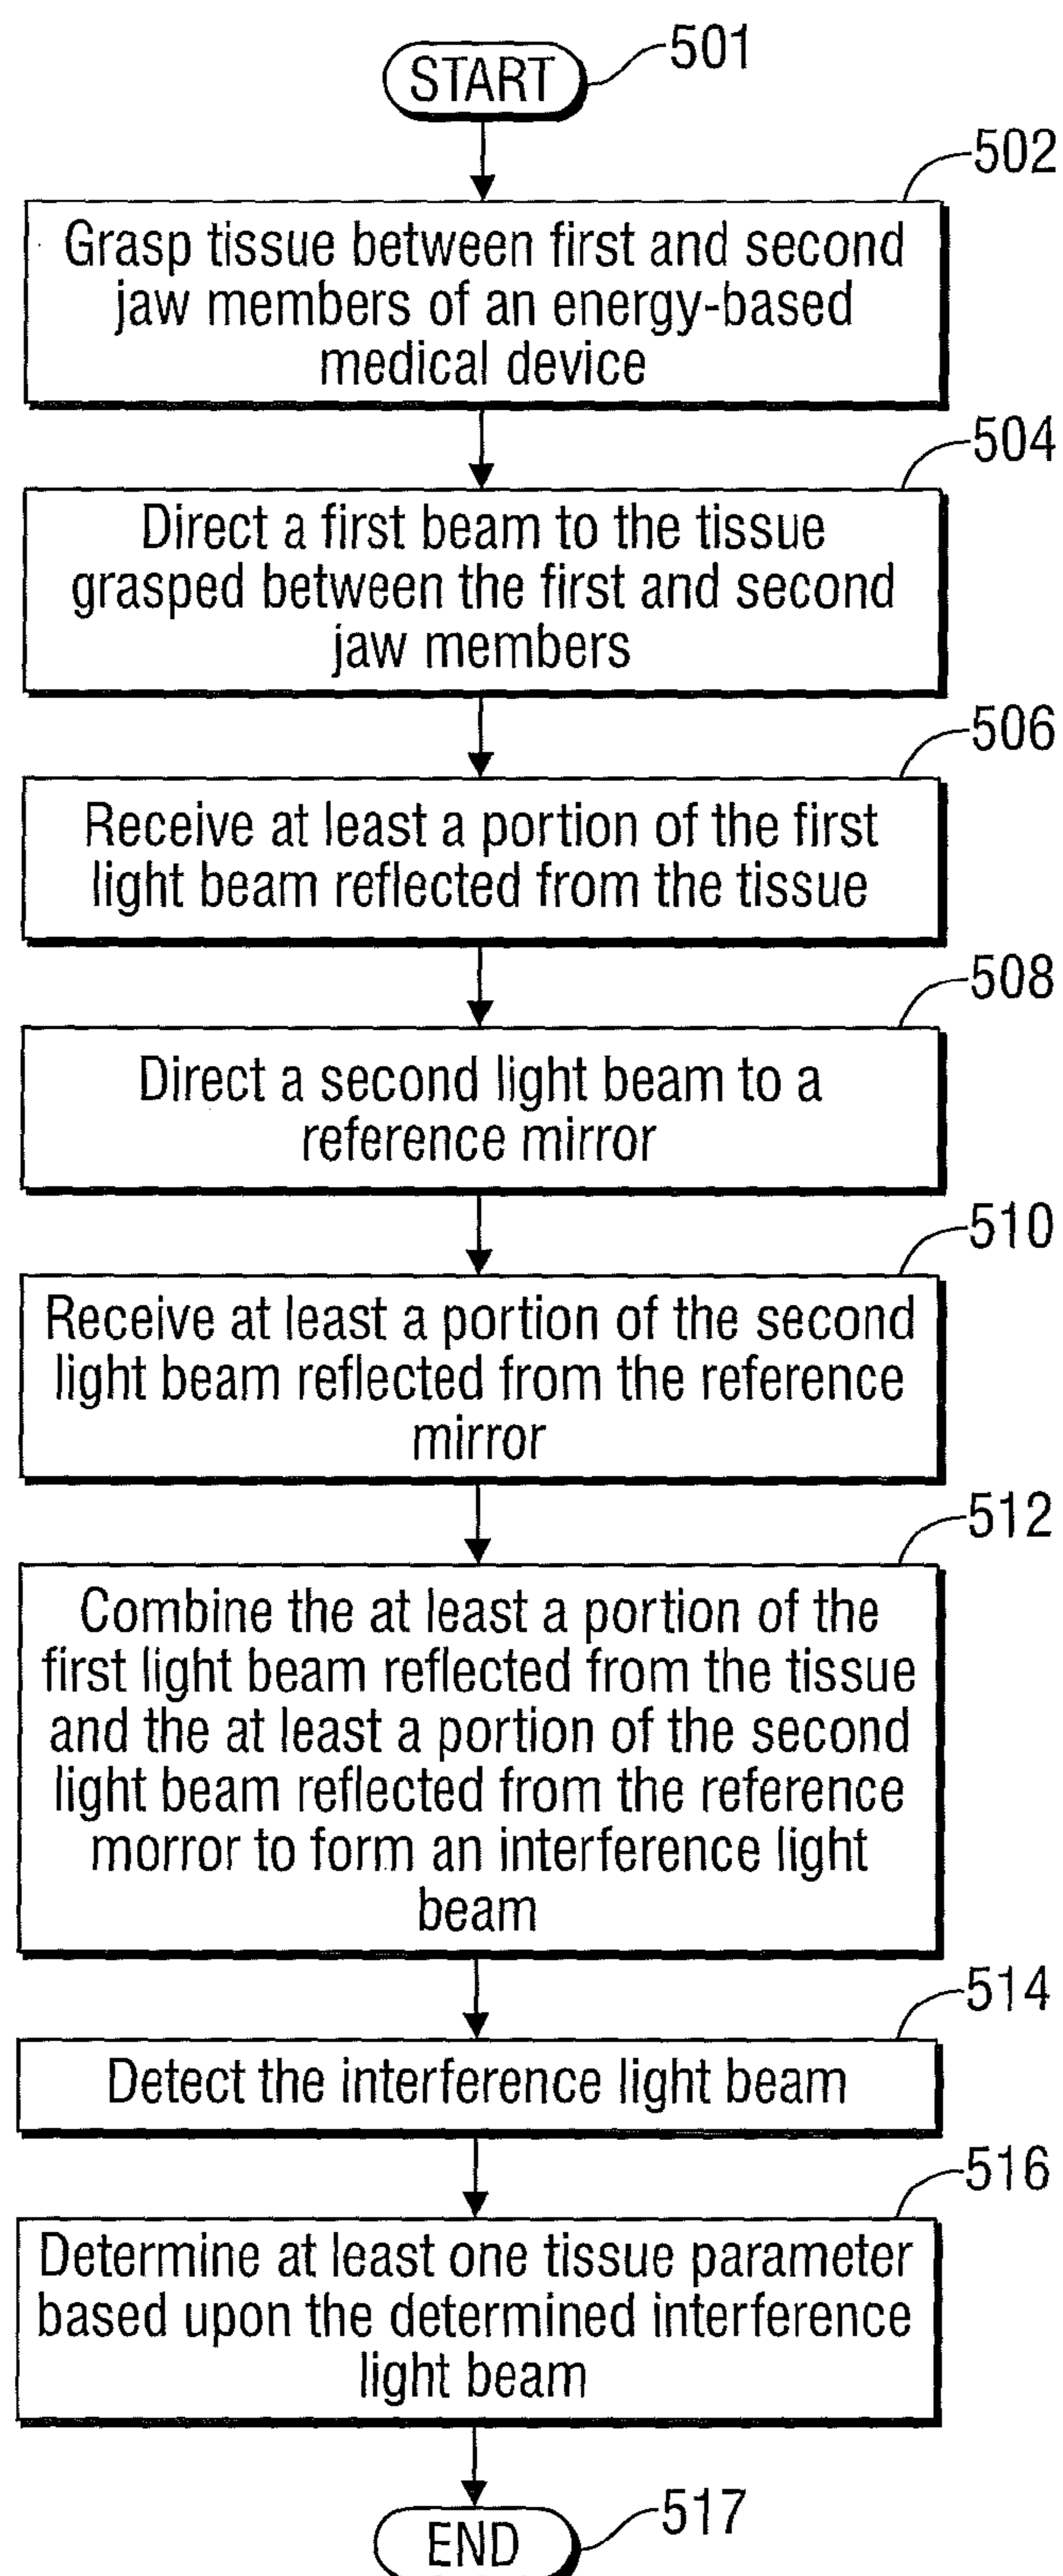 START
501
502
Grasp tissue between first and second
jaw members of an energy-based
medical device
504
Direct a first beam to the tissue
grasped between the first and second
jaw members
506
Receive at least a portion of the first
light beam reflected from the tissue
508
Direct a second light beam to a
reference mirror
510
Receive at least a portion of the second
light beam reflected from the reference
mirror
512
Combine the at least a portion of the
first light beam reflected from the tissue
and the at least a portion of the second
light beam reflected from the reference
morror to form an interference light
beam
514
Detect the interference light beam
516
Determine at least one tissue parameter
based upon the determined interference
light beam
517
END